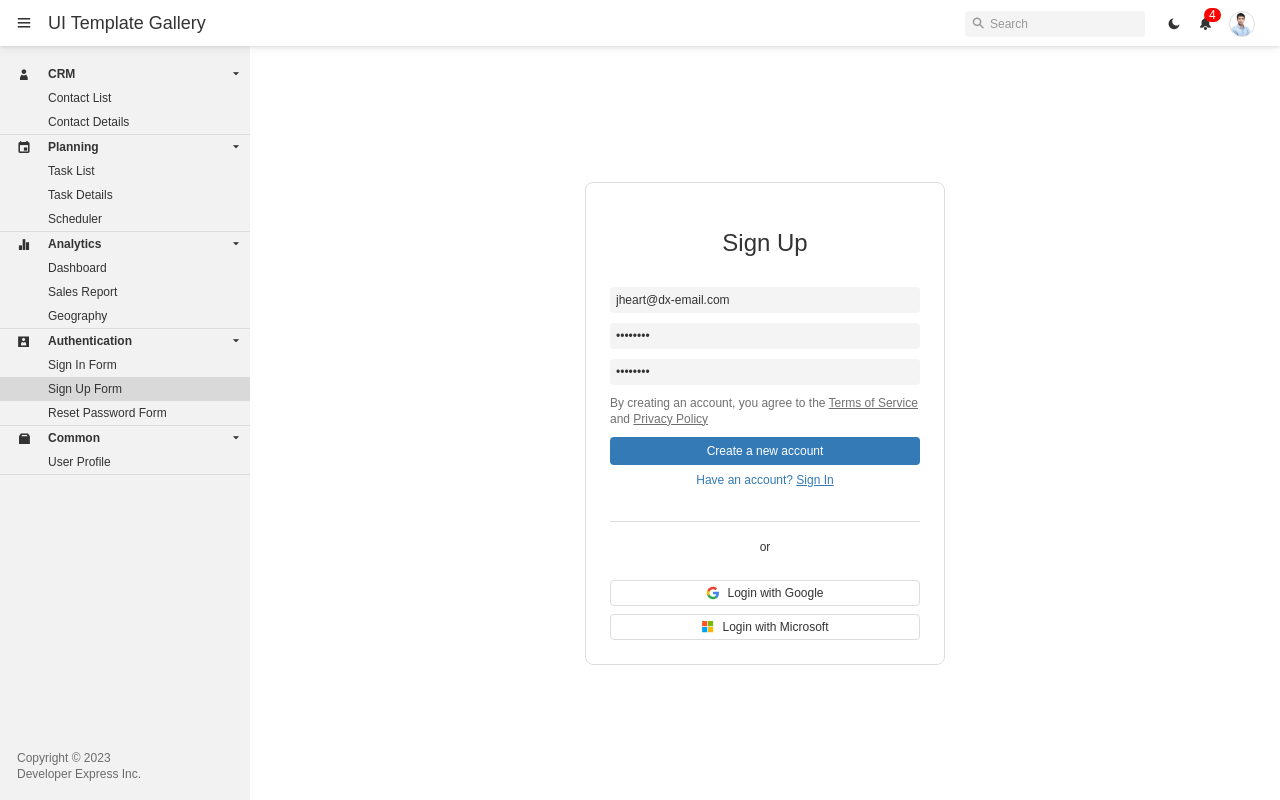 UI Template Gallery
Search
4
CRM
Contact List
Contact Details
Planning
Task List
Task Details
Scheduler
Analytics
Dashboard
Sales Report
Geography
Authentication
Sign In Form
Sign Up Form
Reset Password Form
Common
User Profile
Copyright © 2023
Developer Express Inc.
Sign Up
jheart@dx-email.com
••••••••
••••••••
By creating an account, you agree to the Terms of Service
and Privacy Policy
Create a new account
Have an account? Sign In
or
Login with Google
Login with Microsoft